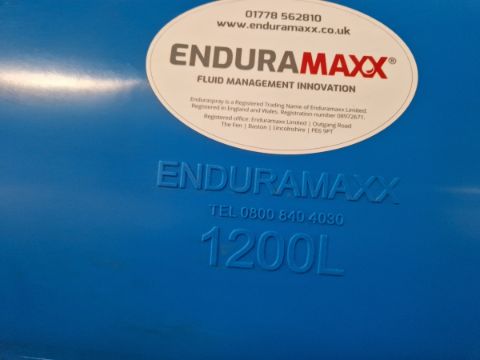 01778 562810
www.enduramaxx.co.uk
ENDURAMAXX®
FLUID MANAGEMENT INNOVATION
Enduraspray is a Registered Trading Name of Enduramaxx Limited.
Registered in England and Wales. Registration number 08972671.
Registered office: Enduramaxx Limited | Outgang Road
The Fen | Baston | Lincolnshire | PE6 9PT
ENDURAMAXX
TEL 0800 840 4030
1200L